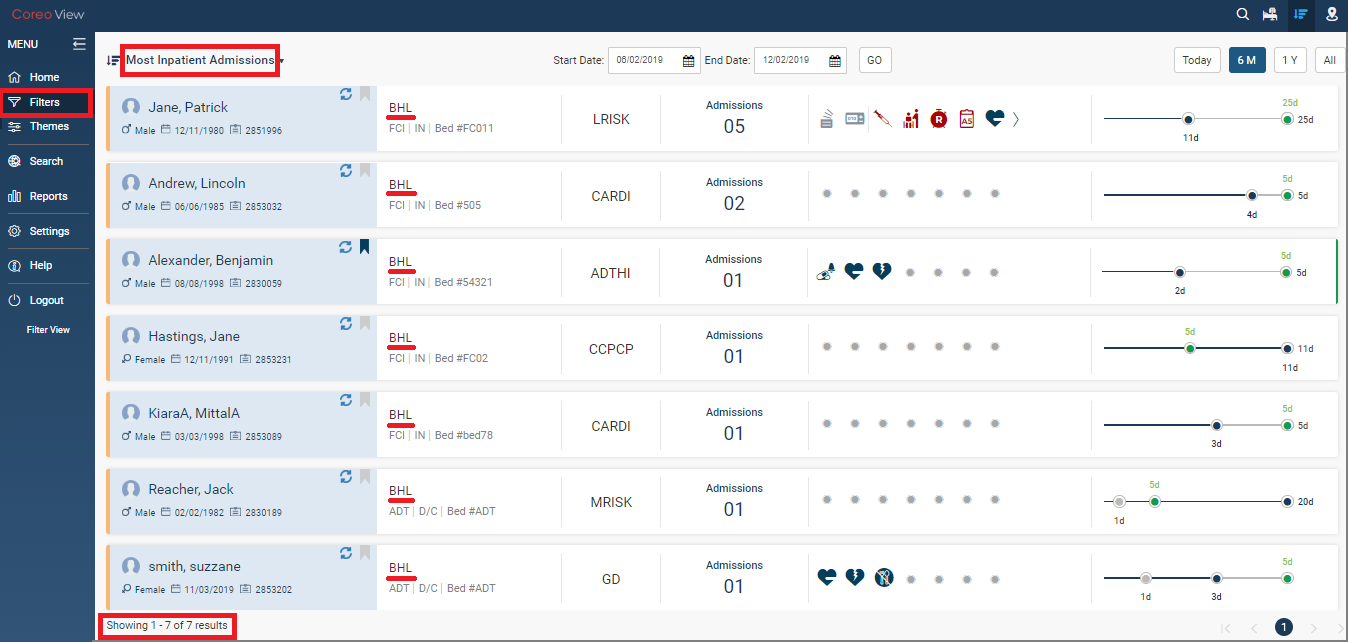 Coreo View
MENU
Home
Filters
Themes
Search
Reports
Settings
Help
Logout
Filter View
Most Inpatient Admissions
Start Date: 06/02/2019 End Date: 12/02/2019 GO
Today 6 M 1 Y All
Jane, Patrick
Male 12/11/1980 2851996
BHL
FCI | IN | Bed #FC011
LRISK
Admissions
05
R
A5
25d
25d
11d
Andrew, Lincoln
Male 06/06/1985 2853032
BHL
FCI | IN | Bed #505
CARDI
Admissions
02
5d
5d
4d
Alexander, Benjamin
Male 08/08/1998 2830059
BHL
FCI | IN | Bed #54321
ADTHI
Admissions
01
5d
5d
2d
Hastings, Jane
Female 12/11/1991 2853231
BHL
FCI | IN | Bed #FC02
CCPCP
Admissions
01
5d
11d
11d
KiaraA, MittalA
Male 03/03/1998 2853089
BHL
FCI | IN | Bed #bed78
CARDI
Admissions
01
5d
5d
3d
Reacher, Jack
Male 02/02/1982 2830189
BHL
ADT | D/C | Bed #ADT
MRISK
Admissions
01
5d
20d
1d
smith, suzzane
Female 11/03/2019 2853202
BHL
ADT | D/C | Bed #ADT
GD
Admissions
01
5d
1d
3d
Showing 1 - 7 of 7 results
1